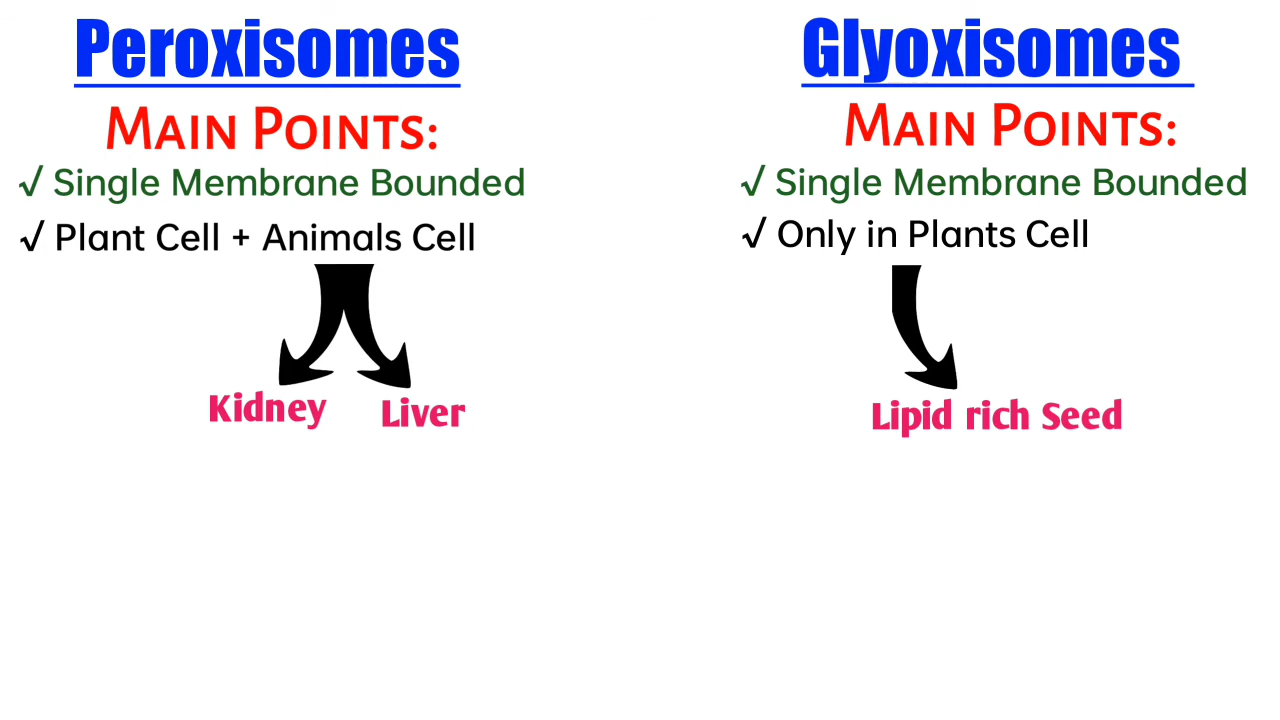 Peroxisomes
Main Points:
√ Single Membrane Bounded
√ Plant Cell + Animals Cell
Kidney
Liver
Glyoxisomes
Main Points:
√ Single Membrane Bounded
√ Only in Plants Cell
Lipid rich Seed